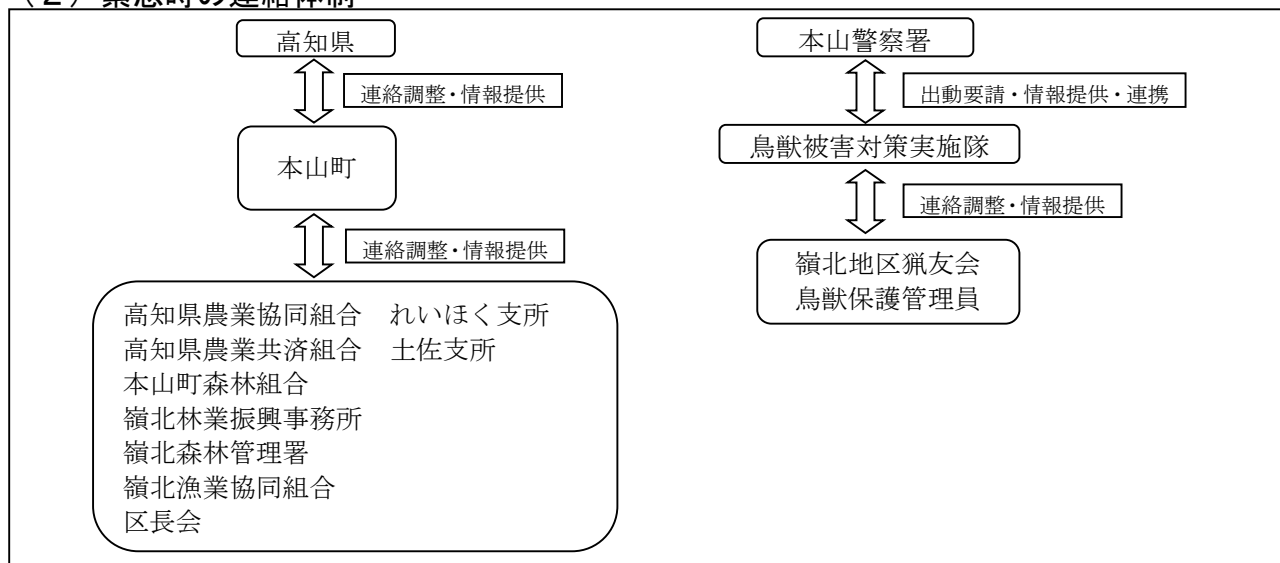 (2)緊急時の連絡体制
高知県
連絡調整・情報提供
本山町
連絡調整・情報提供
高知県農業協同組合 れいほく支所
高知県農業共済組合 土佐支所
本山町森林組合
嶺北林業振興事務所
嶺北森林管理署
嶺北漁業協同組合
区長会
本山警察署
出動要請・情報提供・連携
鳥獣被害対策実施隊
連絡調整・情報提供
嶺北地区猟友会
鳥獣保護管理員